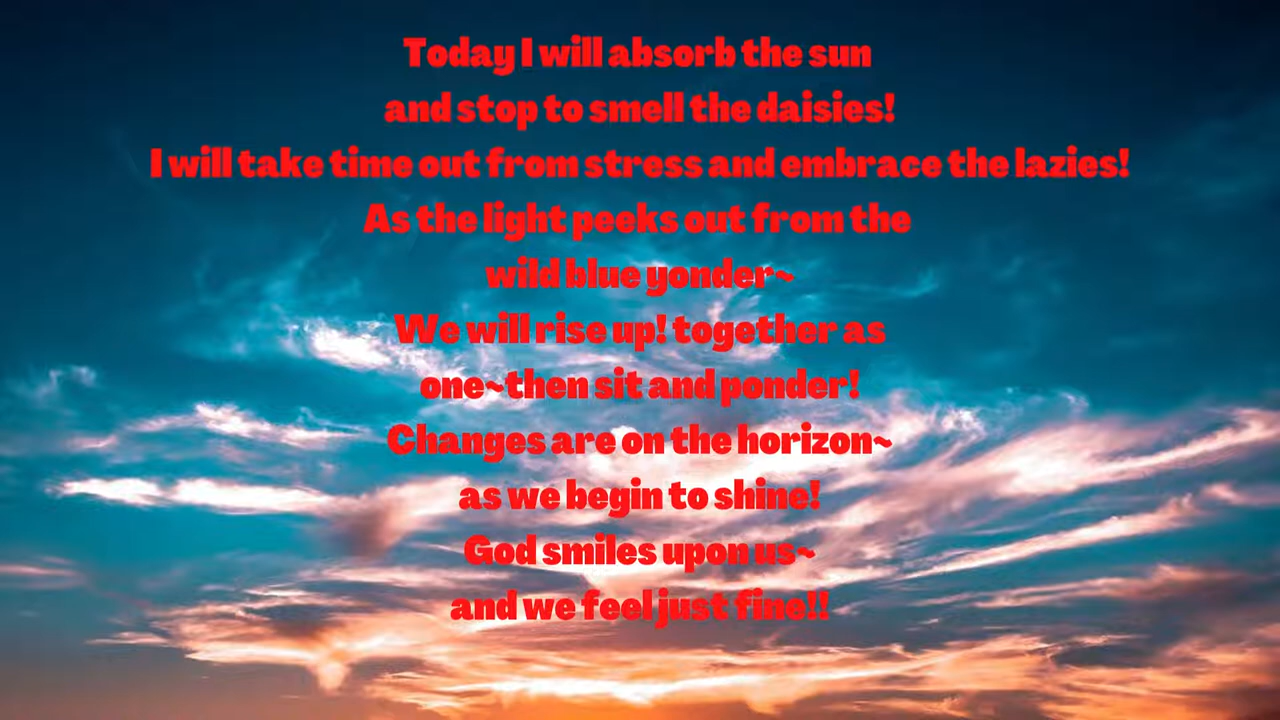 Today I will absorb the sun
and stop to smell the daisies!
I will take time out from stress and embrace the lazies!
As the light peeks out from the
wild blue yonder~
We will rise up! together as
one~then sit and ponder!
Changes are on the horizon~
as we begin to shine!
God smiles upon us~
and we feel just fine!!